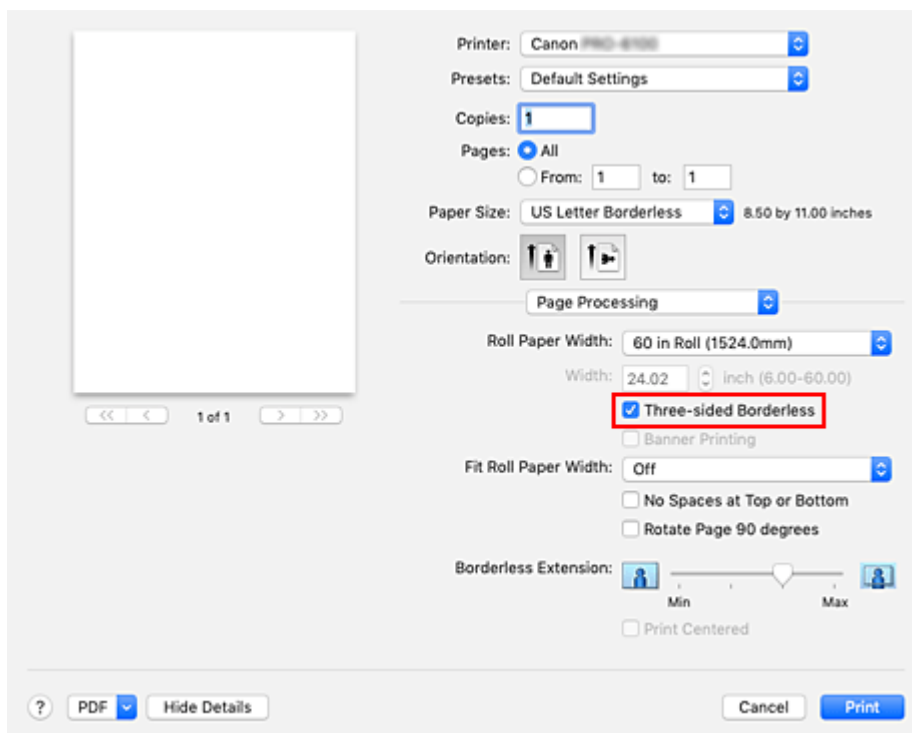 Printer: Canon
Presets: Default Settings
Copies: 1
Pages: All
From: 1 to: 1
Paper Size: US Letter Borderless 8.50 by 11.00 inches
Orientation:
Page Processing
Roll Paper Width: 60 in Roll (1524.0mm)
Width: 24.02 inch (6.00-60.00)
<< < 1 of 1 > >>
Three-sided Borderless
Banner Printing
Fit Roll Paper Width: Off
No Spaces at Top or Bottom
Rotate Page 90 degrees
Borderless Extension:
Min Max
Print Centered
? PDF Hide Details Cancel Print